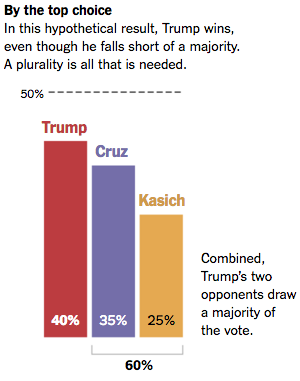 By the top choice
In this hypothetical result, Trump wins,
even though he falls short of a majority.
A plurality is all that is needed.
50%
Trump
Cruz
Kasich
Combined,
Trump’s two
opponents draw
a majority of
the vote.
40%
35%
25%
60%